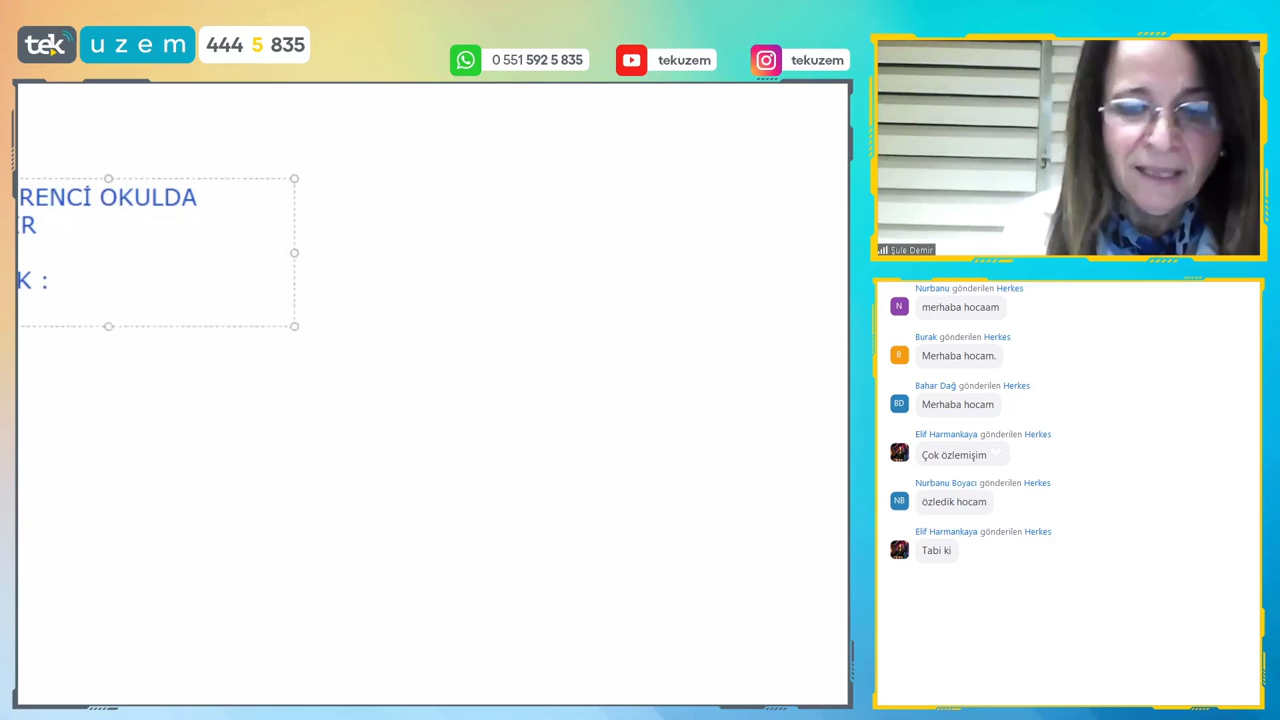 tek
uzem
444 5 835
0 551 592 5 835
tekuzem
tekuzem
RENCİ OKULDA
İR
K :
Şule Demir
Nurbanu gönderilen Herkes
N
merhaba hocaam
Burak gönderilen Herkes
B
Merhaba hocam.
Bahar Dağ gönderilen Herkes
BD
Merhaba hocam
Elif Harmankaya gönderilen Herkes
Çok özlemişim
Nurbanu Boyacı gönderilen Herkes
NB
özledik hocam
Elif Harmankaya gönderilen Herkes
Tabi ki